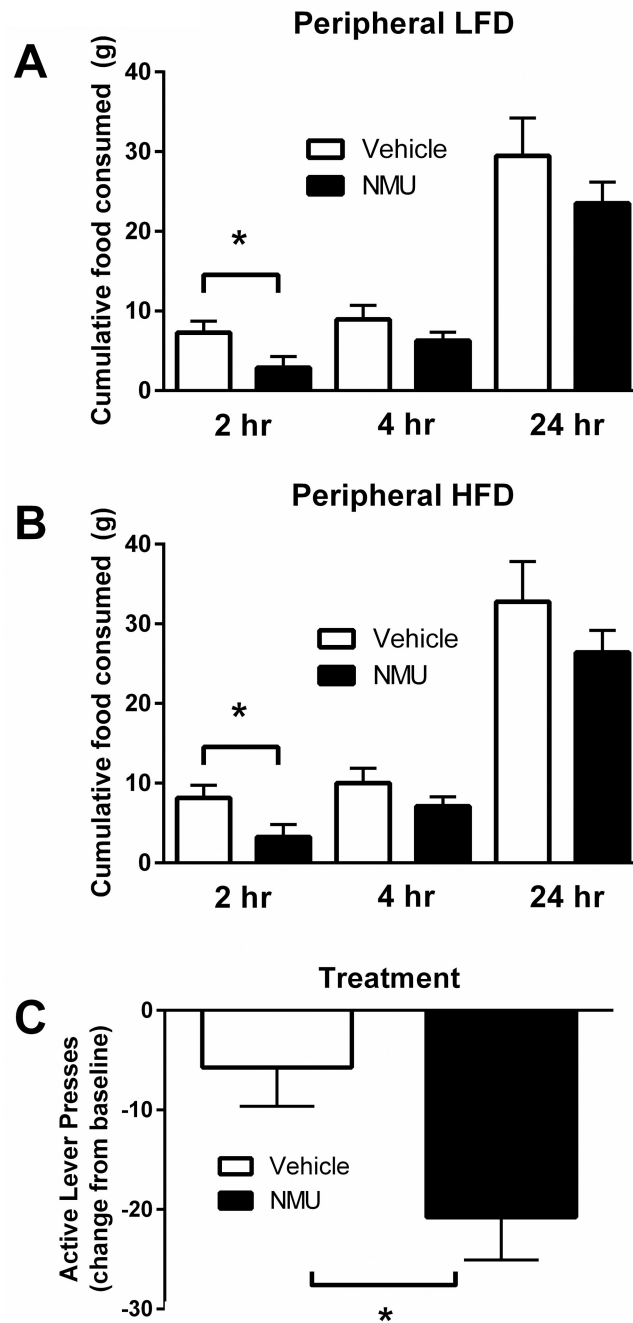 Peripheral LFD
A
Cumulative food consumed (g)
40
30
20
10
0
Vehicle
NMU
*
2 hr 4 hr 24 hr
Peripheral HFD
B
Cumulative food consumed (g)
40
30
20
10
0
Vehicle
NMU
*
2 hr 4 hr 24 hr
Treatment
C
Active Lever Presses
(change from baseline)
0
-10
-20
-30
Vehicle
NMU
*